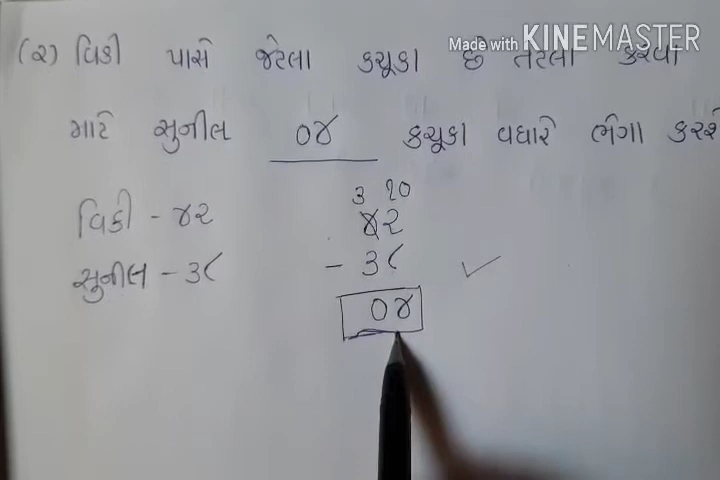 Made with KINEMASTER
(૨) વિકી પાસે જેટલા કચૂકા છે તેટલા કરવા
માટે સુનીલ ૦૪ કચૂકા વધારે ભેગા કરશે
૩ ૧૦
વિકી - ૪૨ ૪૨
સુનીલ - ૩૮ - ૩૮
૦૪